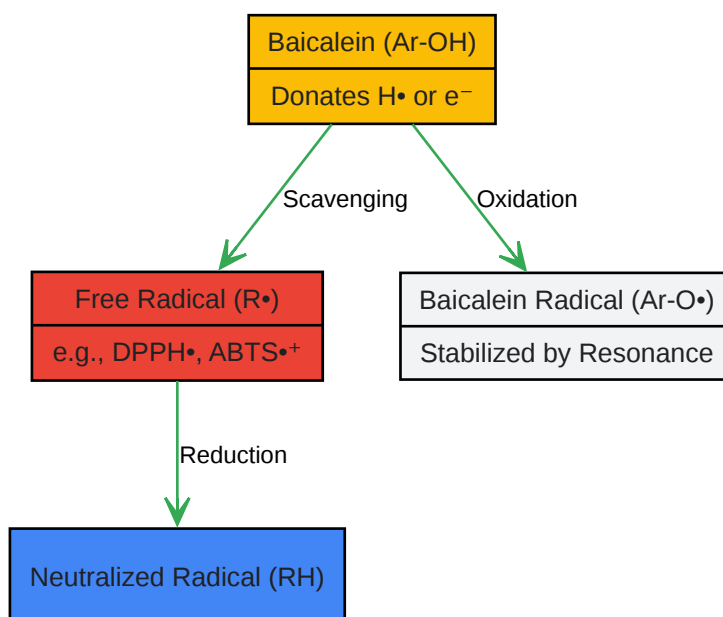 Baicalein (Ar-OH)
Donates H• or e⁻
Scavenging
Oxidation
Free Radical (R•)
e.g., DPPH•, ABTS•⁺
Baicalein Radical (Ar-O•)
Stabilized by Resonance
Reduction
Neutralized Radical (RH)